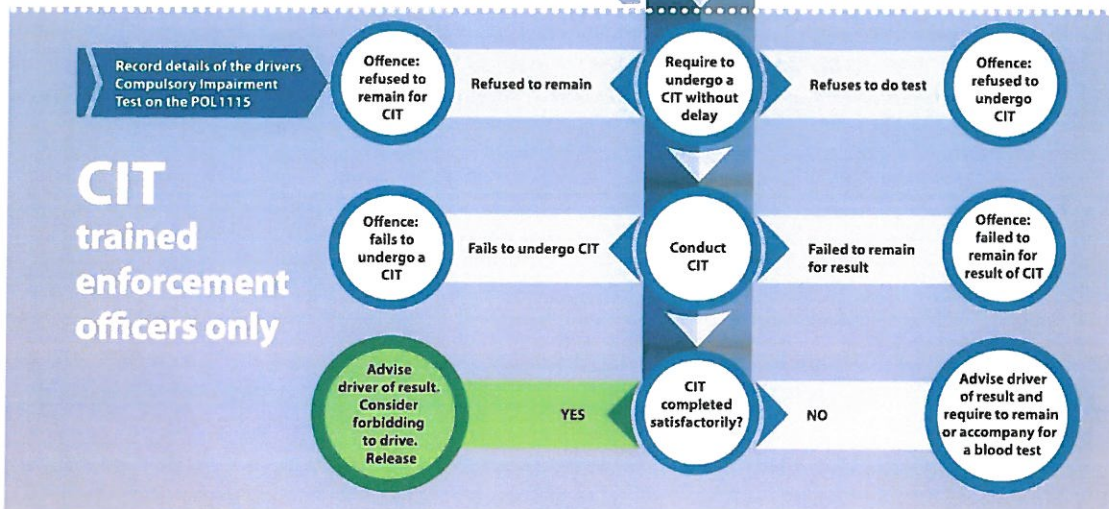 Record details of the drivers
Compulsory Impairment
Test on the POL1115
Offence:
refused to
remain for
CIT
Refused to remain
Require to
undergo a
CIT without
delay
Refuses to do test
Offence:
refused to
undergo
CIT
CIT
trained
enforcement
officers only
Offence:
fails to
undergo a
CIT
Fails to undergo CIT
Conduct
CIT
Failed to remain
for result
Offence:
failed to
remain for
result of CIT
Advise
driver of result.
Consider
forbidding
to drive.
Release
YES
CIT
completed
satisfactorily?
NO
Advise driver
of result and
require to remain
or accompany for
a blood test